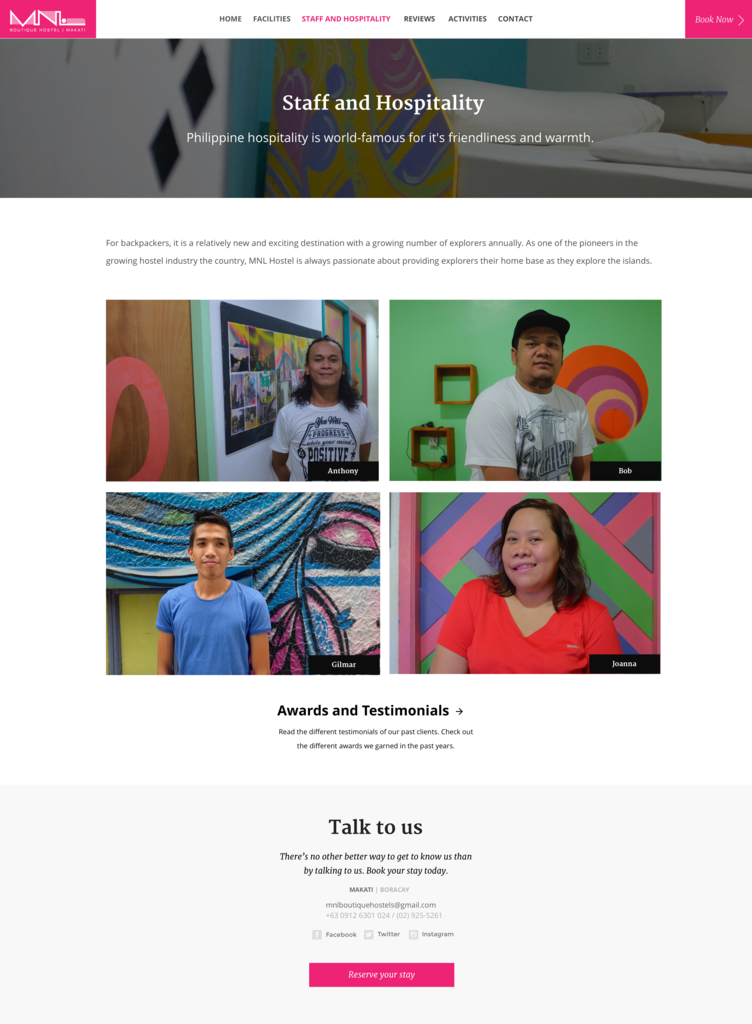 MNL
BOUTIQUE HOSTEL | MAKATI
HOME FACILITIES STAFF AND HOSPITALITY REVIEWS ACTIVITIES CONTACT
Book Now
Staff and Hospitality
Philippine hospitality is world-famous for it's friendliness and warmth.
For backpackers, it is a relatively new and exciting destination with a growing number of explorers annually. As one of the pioneers in the
growing hostel industry the country, MNL Hostel is always passionate about providing explorers their home base as they explore the islands.
You Will
PROGRESS
while your mind
POSITIVE
Anthony
Bob
Gilmar
Joanna
Awards and Testimonials →
Read the different testimonials of our past clients. Check out
the different awards we garned in the past years.
Talk to us
There's no other better way to get to know us than
by talking to us. Book your stay today.
MAKATI | BORACAY
mnlboutiquehostels@gmail.com
+63 0912 6301 024 / (02) 925-5261
Facebook Twitter Instagram
Reserve your stay